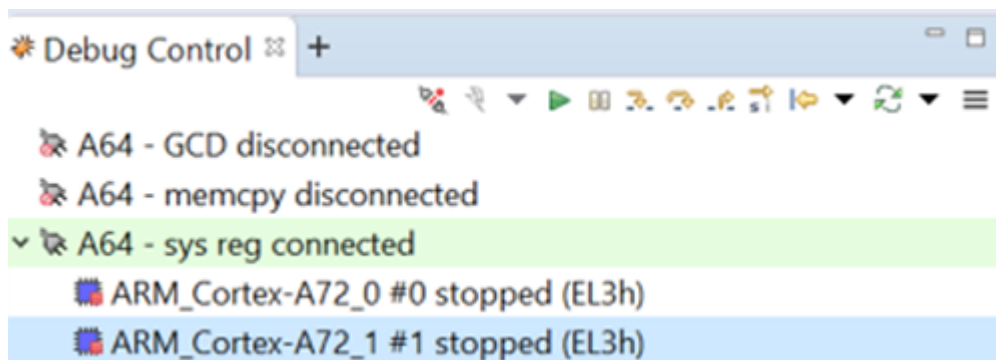 Debug Control
A64 - GCD disconnected
A64 - memcpy disconnected
A64 - sys reg connected
ARM_Cortex-A72_0 #0 stopped (EL3h)
ARM_Cortex-A72_1 #1 stopped (EL3h)